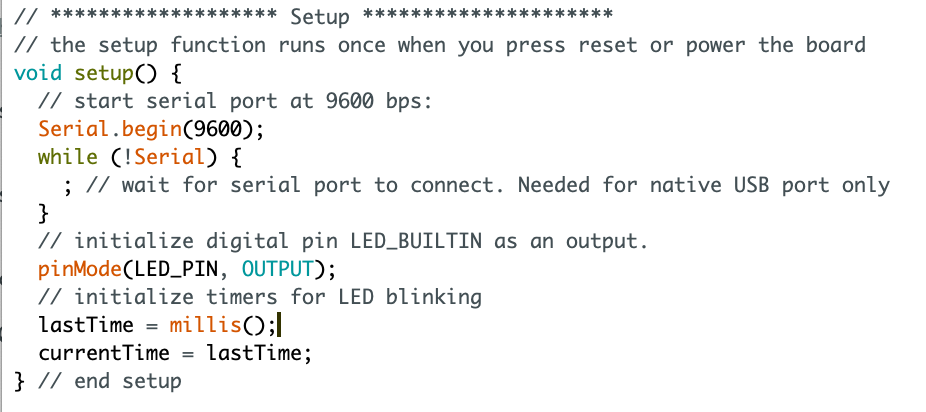 // ******************* Setup *********************
// the setup function runs once when you press reset or power the board
void setup() {
  // start serial port at 9600 bps:
  Serial.begin(9600);
  while (!Serial) {
    ; // wait for serial port to connect. Needed for native USB port only
  }
  // initialize digital pin LED_BUILTIN as an output.
  pinMode(LED_PIN, OUTPUT);
  // initialize timers for LED blinking
  lastTime = millis();
  currentTime = lastTime;
} // end setup